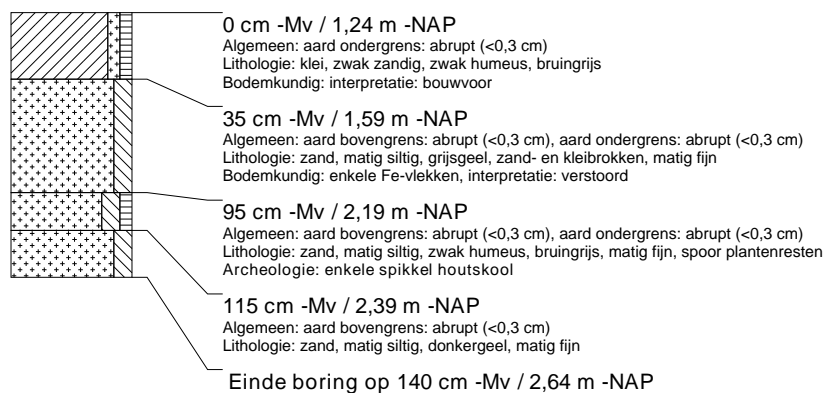 0 cm -Mv / 1,24 m -NAP
Algemeen: aard ondergrens: abrupt (<0,3 cm)
Lithologie: klei, zwak zandig, zwak humeus, bruingrijs
Bodemkundig: interpretatie: bouwvoor
35 cm -Mv / 1,59 m -NAP
Algemeen: aard bovengrens: abrupt (<0,3 cm), aard ondergrens: abrupt (<0,3 cm)
Lithologie: zand, matig siltig, grijsgeel, zand- en kleibrokken, matig fijn
Bodemkundig: enkele Fe-vlekken, interpretatie: verstoord
95 cm -Mv / 2,19 m -NAP
Algemeen: aard bovengrens: abrupt (<0,3 cm), aard ondergrens: abrupt (<0,3 cm)
Lithologie: zand, matig siltig, zwak humeus, bruingrijs, matig fijn, spoor plantenresten
Archeologie: enkele spikkel houtskool
115 cm -Mv / 2,39 m -NAP
Algemeen: aard bovengrens: abrupt (<0,3 cm)
Lithologie: zand, matig siltig, donkergeel, matig fijn
Einde boring op 140 cm -Mv / 2,64 m -NAP